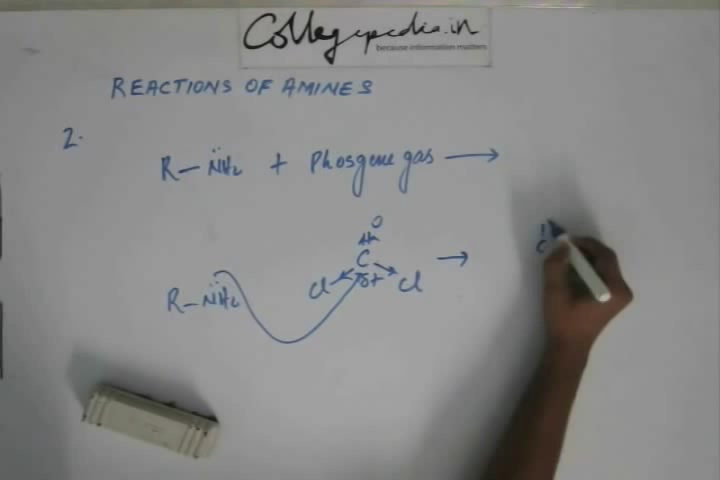 Collegepedia.in
because information matters
REACTIONS OF AMINES
2.
R–N̈H₂ + Phosgene gas →
O
C →
Cl δ+ Cl
R–N̈H₂
C